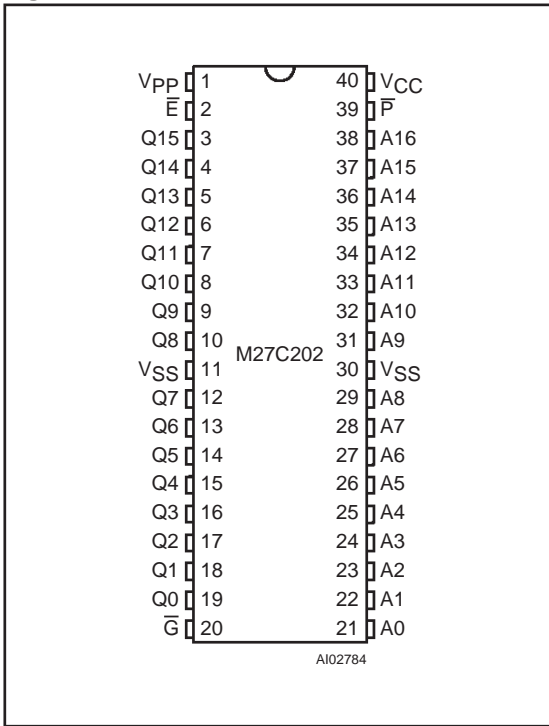 VPP 1 40 VCC
E̅ 2 39 P̅
Q15 3 38 A16
Q14 4 37 A15
Q13 5 36 A14
Q12 6 35 A13
Q11 7 34 A12
Q10 8 33 A11
Q9 9 32 A10
Q8 10 31 A9
M27C202
VSS 11 30 VSS
Q7 12 29 A8
Q6 13 28 A7
Q5 14 27 A6
Q4 15 26 A5
Q3 16 25 A4
Q2 17 24 A3
Q1 18 23 A2
Q0 19 22 A1
G̅ 20 21 A0
AI02784